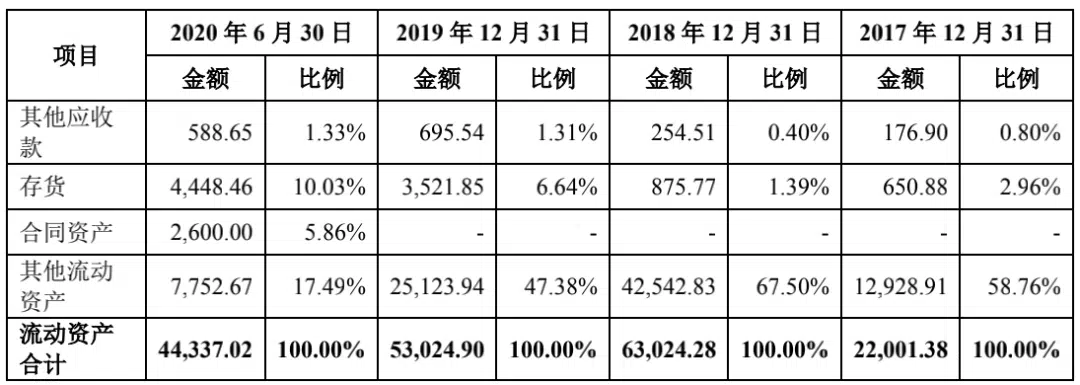 项目 2020 年 6 月 30 日 2019 年 12 月 31 日 2018 年 12 月 31 日 2017 年 12 月 31 日
金额 比例 金额 比例 金额 比例 金额 比例
其他应收款 588.65 1.33% 695.54 1.31% 254.51 0.40% 176.90 0.80%
存货 4,448.46 10.03% 3,521.85 6.64% 875.77 1.39% 650.88 2.96%
合同资产 2,600.00 5.86% - - - - - -
其他流动资产 7,752.67 17.49% 25,123.94 47.38% 42,542.83 67.50% 12,928.91 58.76%
流动资产合计 44,337.02 100.00% 53,024.90 100.00% 63,024.28 100.00% 22,001.38 100.00%